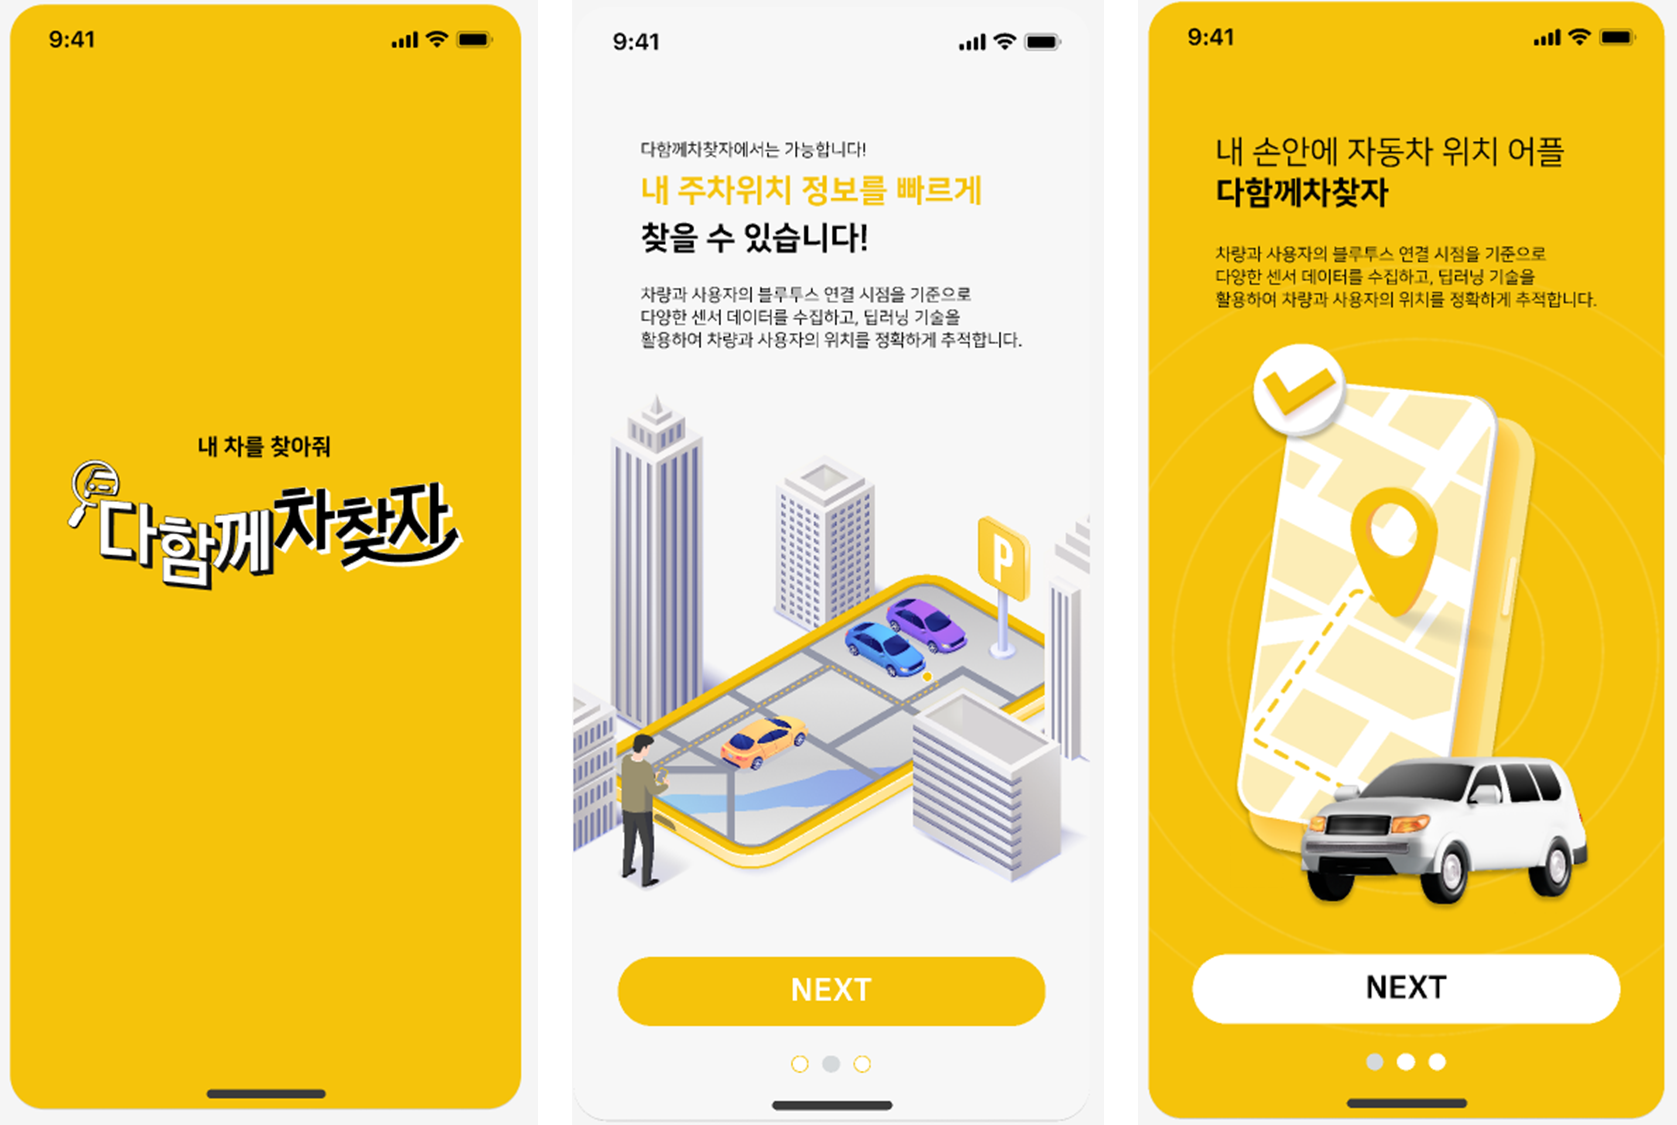 9:41
내 차를 찾아줘
다함께차찾자
9:41
다함께차찾자에서는 가능합니다!
내 주차위치 정보를 빠르게
찾을 수 있습니다!
차량과 사용자의 블루투스 연결 시점을 기준으로
다양한 센서 데이터를 수집하고, 딥러닝 기술을
활용하여 차량과 사용자의 위치를 정확하게 추적합니다.
P
NEXT
9:41
내 손안에 자동차 위치 어플
다함께차찾자
차량과 사용자의 블루투스 연결 시점을 기준으로
다양한 센서 데이터를 수집하고, 딥러닝 기술을
활용하여 차량과 사용자의 위치를 정확하게 추적합니다.
NEXT